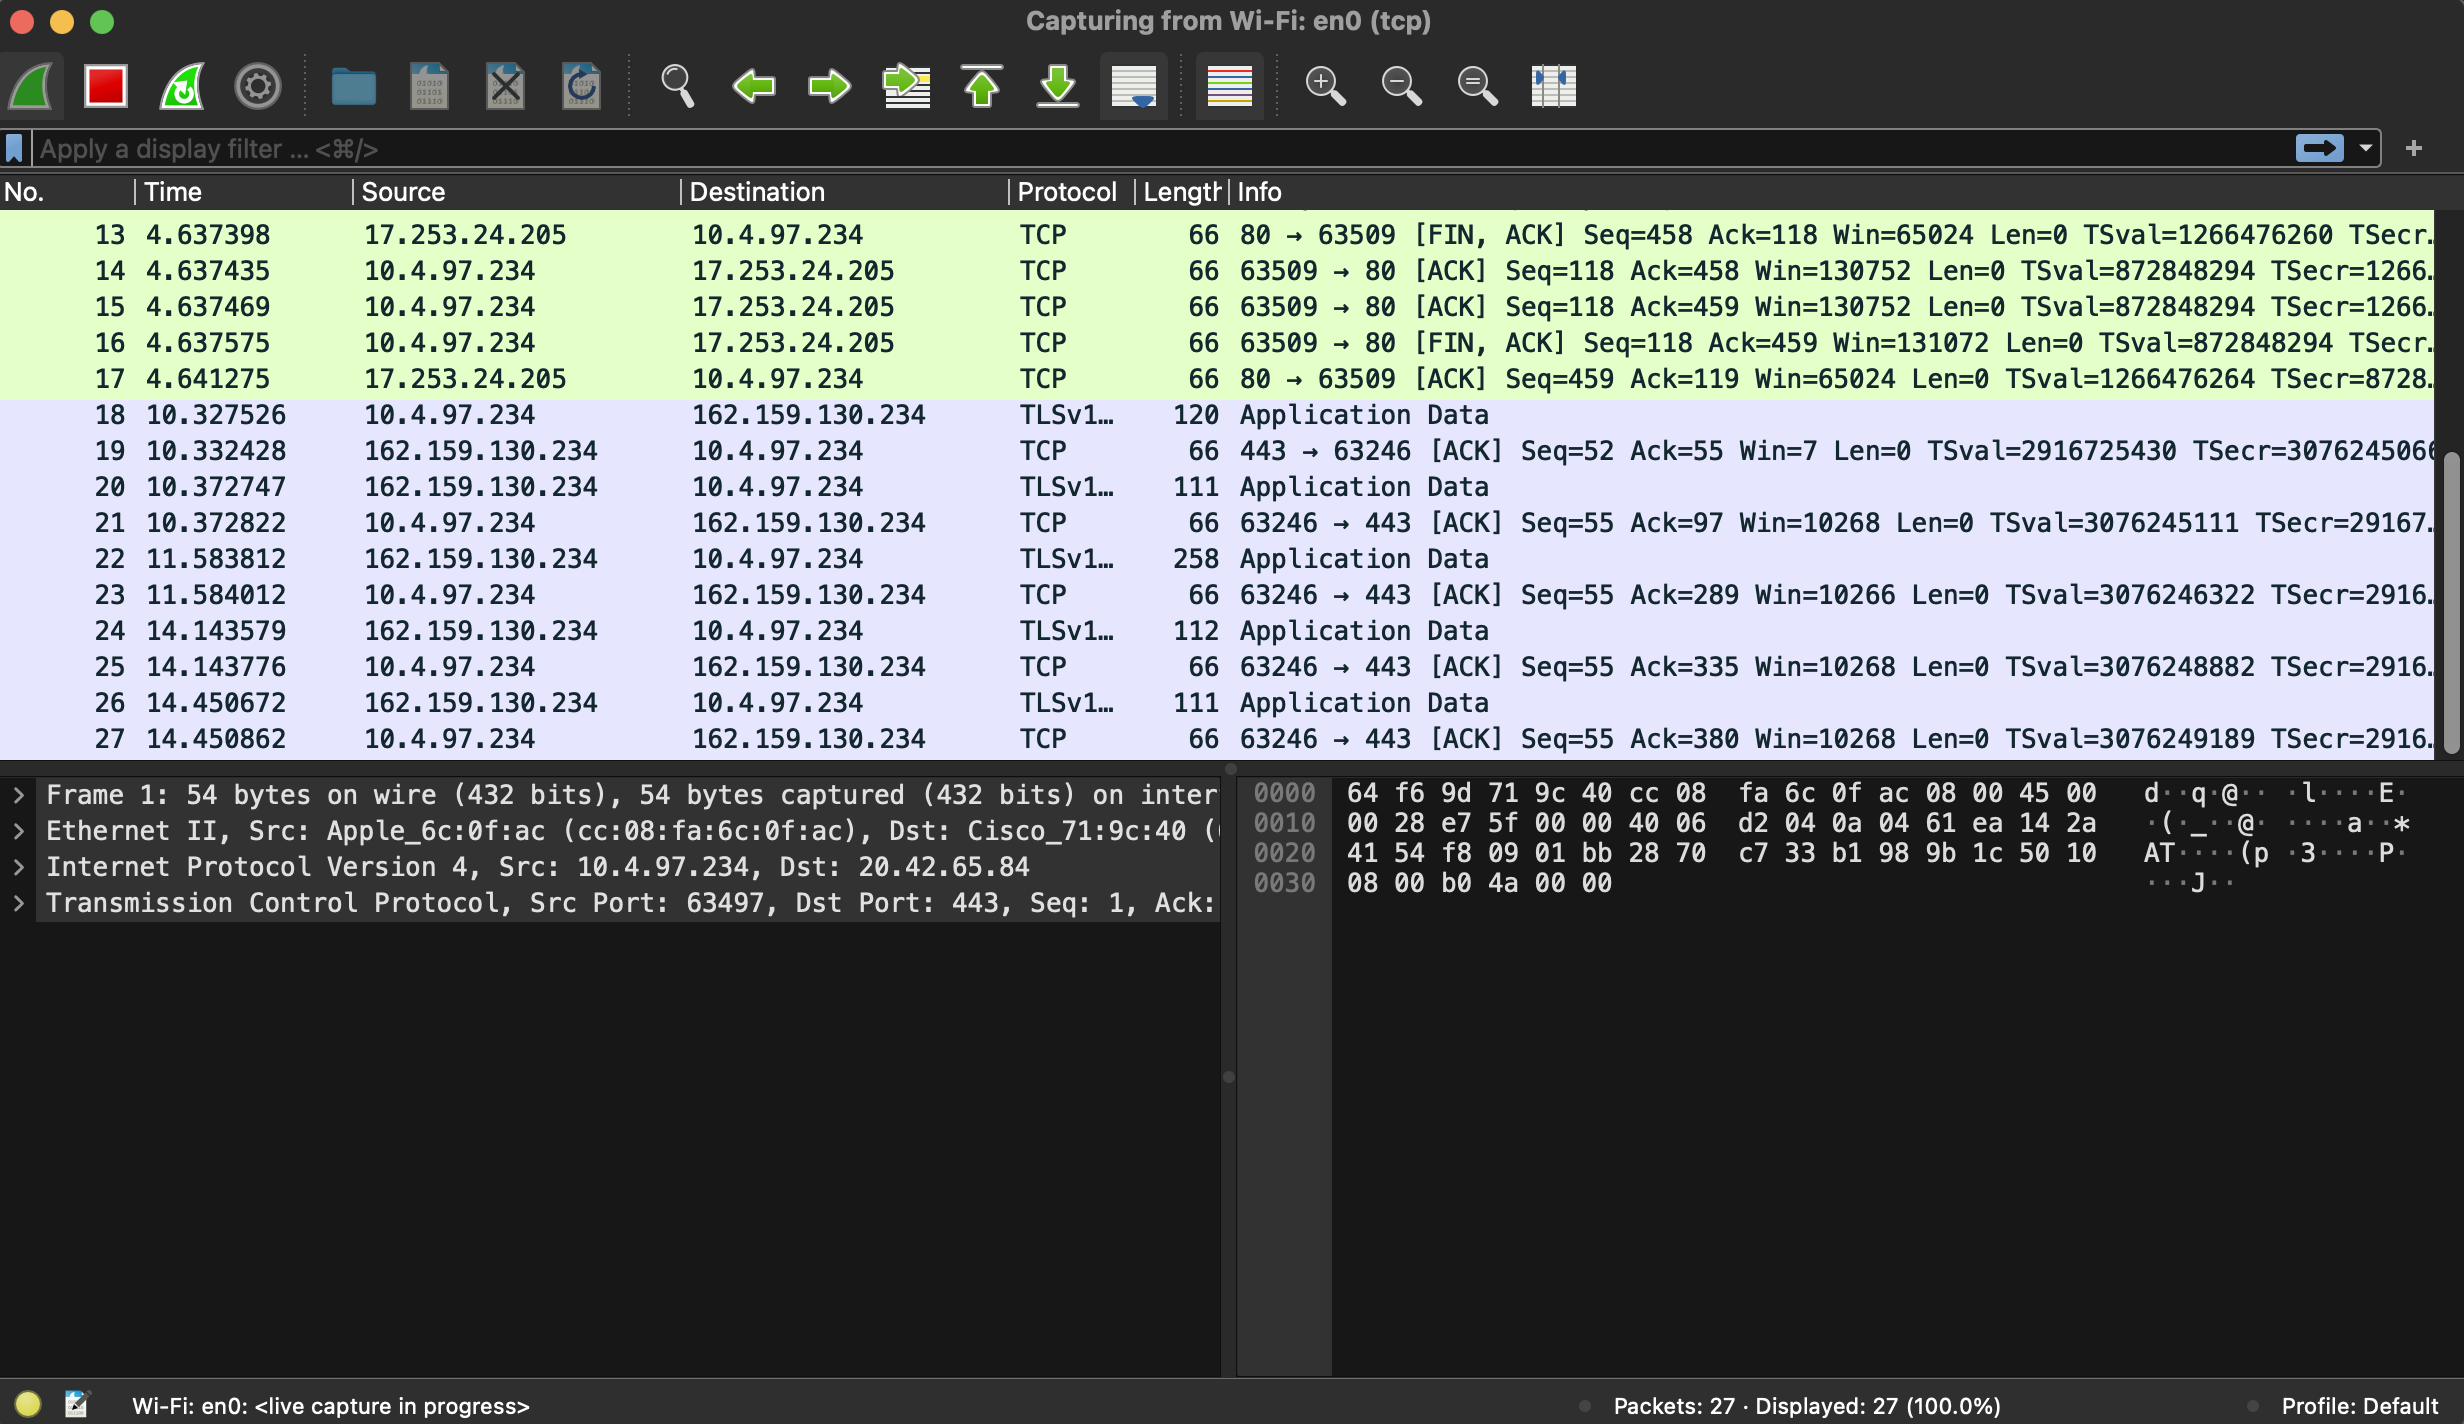 Capturing from Wi-Fi: en0 (tcp)
Apply a display filter ... <⌘/>
No. Time Source Destination Protocol Length Info
13 4.637398 17.253.24.205 10.4.97.234 TCP 66 80 → 63509 [FIN, ACK] Seq=458 Ack=118 Win=65024 Len=0 TSval=1266476260 TSecr…
14 4.637435 10.4.97.234 17.253.24.205 TCP 66 63509 → 80 [ACK] Seq=118 Ack=458 Win=130752 Len=0 TSval=872848294 TSecr=1266…
15 4.637469 10.4.97.234 17.253.24.205 TCP 66 63509 → 80 [ACK] Seq=118 Ack=459 Win=130752 Len=0 TSval=872848294 TSecr=1266…
16 4.637575 10.4.97.234 17.253.24.205 TCP 66 63509 → 80 [FIN, ACK] Seq=118 Ack=459 Win=131072 Len=0 TSval=872848294 TSecr…
17 4.641275 17.253.24.205 10.4.97.234 TCP 66 80 → 63509 [ACK] Seq=459 Ack=119 Win=65024 Len=0 TSval=1266476264 TSecr=8728…
18 10.327526 10.4.97.234 162.159.130.234 TLSv1… 120 Application Data
19 10.332428 162.159.130.234 10.4.97.234 TCP 66 443 → 63246 [ACK] Seq=52 Ack=55 Win=7 Len=0 TSval=2916725430 TSecr=3076245066
20 10.372747 162.159.130.234 10.4.97.234 TLSv1… 111 Application Data
21 10.372822 10.4.97.234 162.159.130.234 TCP 66 63246 → 443 [ACK] Seq=55 Ack=97 Win=10268 Len=0 TSval=3076245111 TSecr=29167…
22 11.583812 162.159.130.234 10.4.97.234 TLSv1… 258 Application Data
23 11.584012 10.4.97.234 162.159.130.234 TCP 66 63246 → 443 [ACK] Seq=55 Ack=289 Win=10266 Len=0 TSval=3076246322 TSecr=2916…
24 14.143579 162.159.130.234 10.4.97.234 TLSv1… 112 Application Data
25 14.143776 10.4.97.234 162.159.130.234 TCP 66 63246 → 443 [ACK] Seq=55 Ack=335 Win=10268 Len=0 TSval=3076248882 TSecr=2916…
26 14.450672 162.159.130.234 10.4.97.234 TLSv1… 111 Application Data
27 14.450862 10.4.97.234 162.159.130.234 TCP 66 63246 → 443 [ACK] Seq=55 Ack=380 Win=10268 Len=0 TSval=3076249189 TSecr=2916…
Frame 1: 54 bytes on wire (432 bits), 54 bytes captured (432 bits) on inter
Ethernet II, Src: Apple_6c:0f:ac (cc:08:fa:6c:0f:ac), Dst: Cisco_71:9c:40 (
Internet Protocol Version 4, Src: 10.4.97.234, Dst: 20.42.65.84
Transmission Control Protocol, Src Port: 63497, Dst Port: 443, Seq: 1, Ack:
0000 64 f6 9d 71 9c 40 cc 08 fa 6c 0f ac 08 00 45 00 d··q·@·· ·l····E·
0010 00 28 e7 5f 00 00 40 06 d2 04 0a 04 61 ea 14 2a ·(·_··@· ····a··*
0020 41 54 f8 09 01 bb 28 70 c7 33 b1 98 9b 1c 50 10 AT····(p ·3····P·
0030 08 00 b0 4a 00 00 ···J··
Wi-Fi: en0: <live capture in progress>
Packets: 27 · Displayed: 27 (100.0%)
Profile: Default